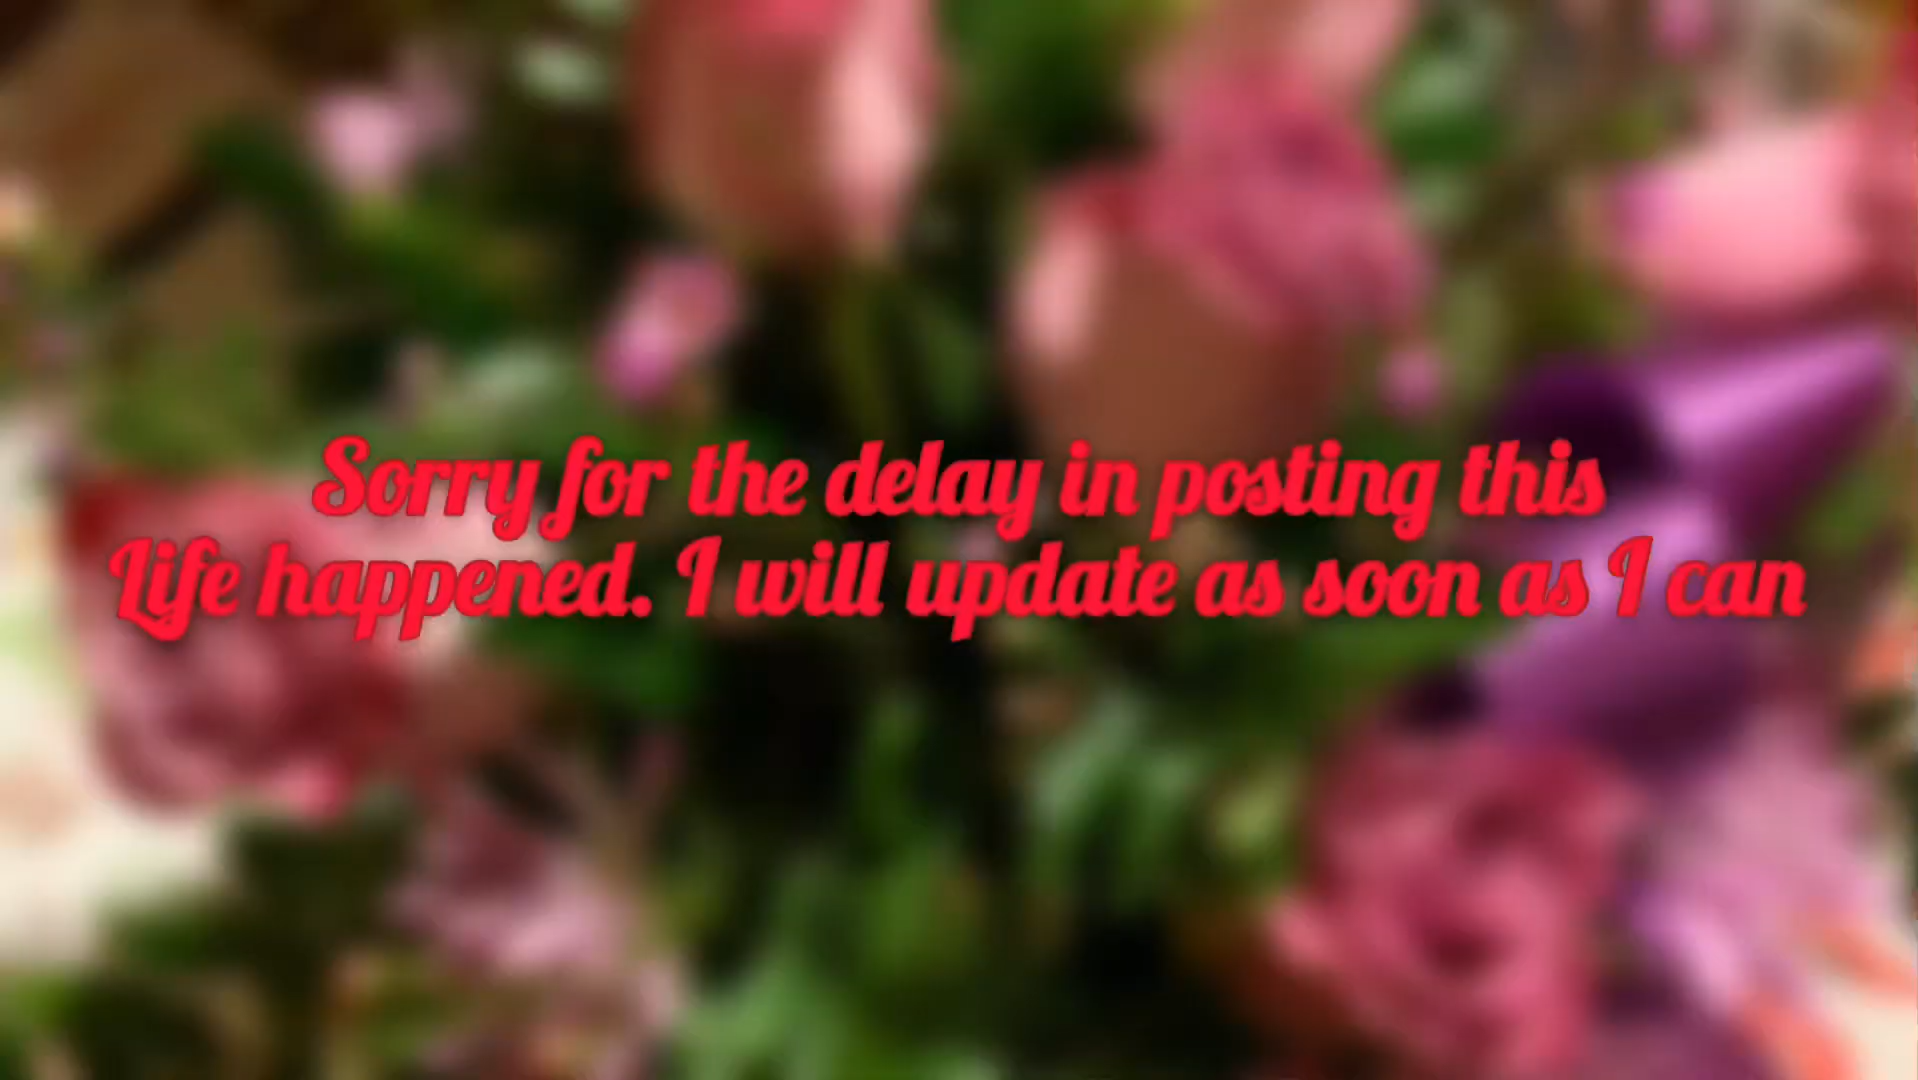 Sorry for the delay in posting this
Life happened. I will update as soon as I can